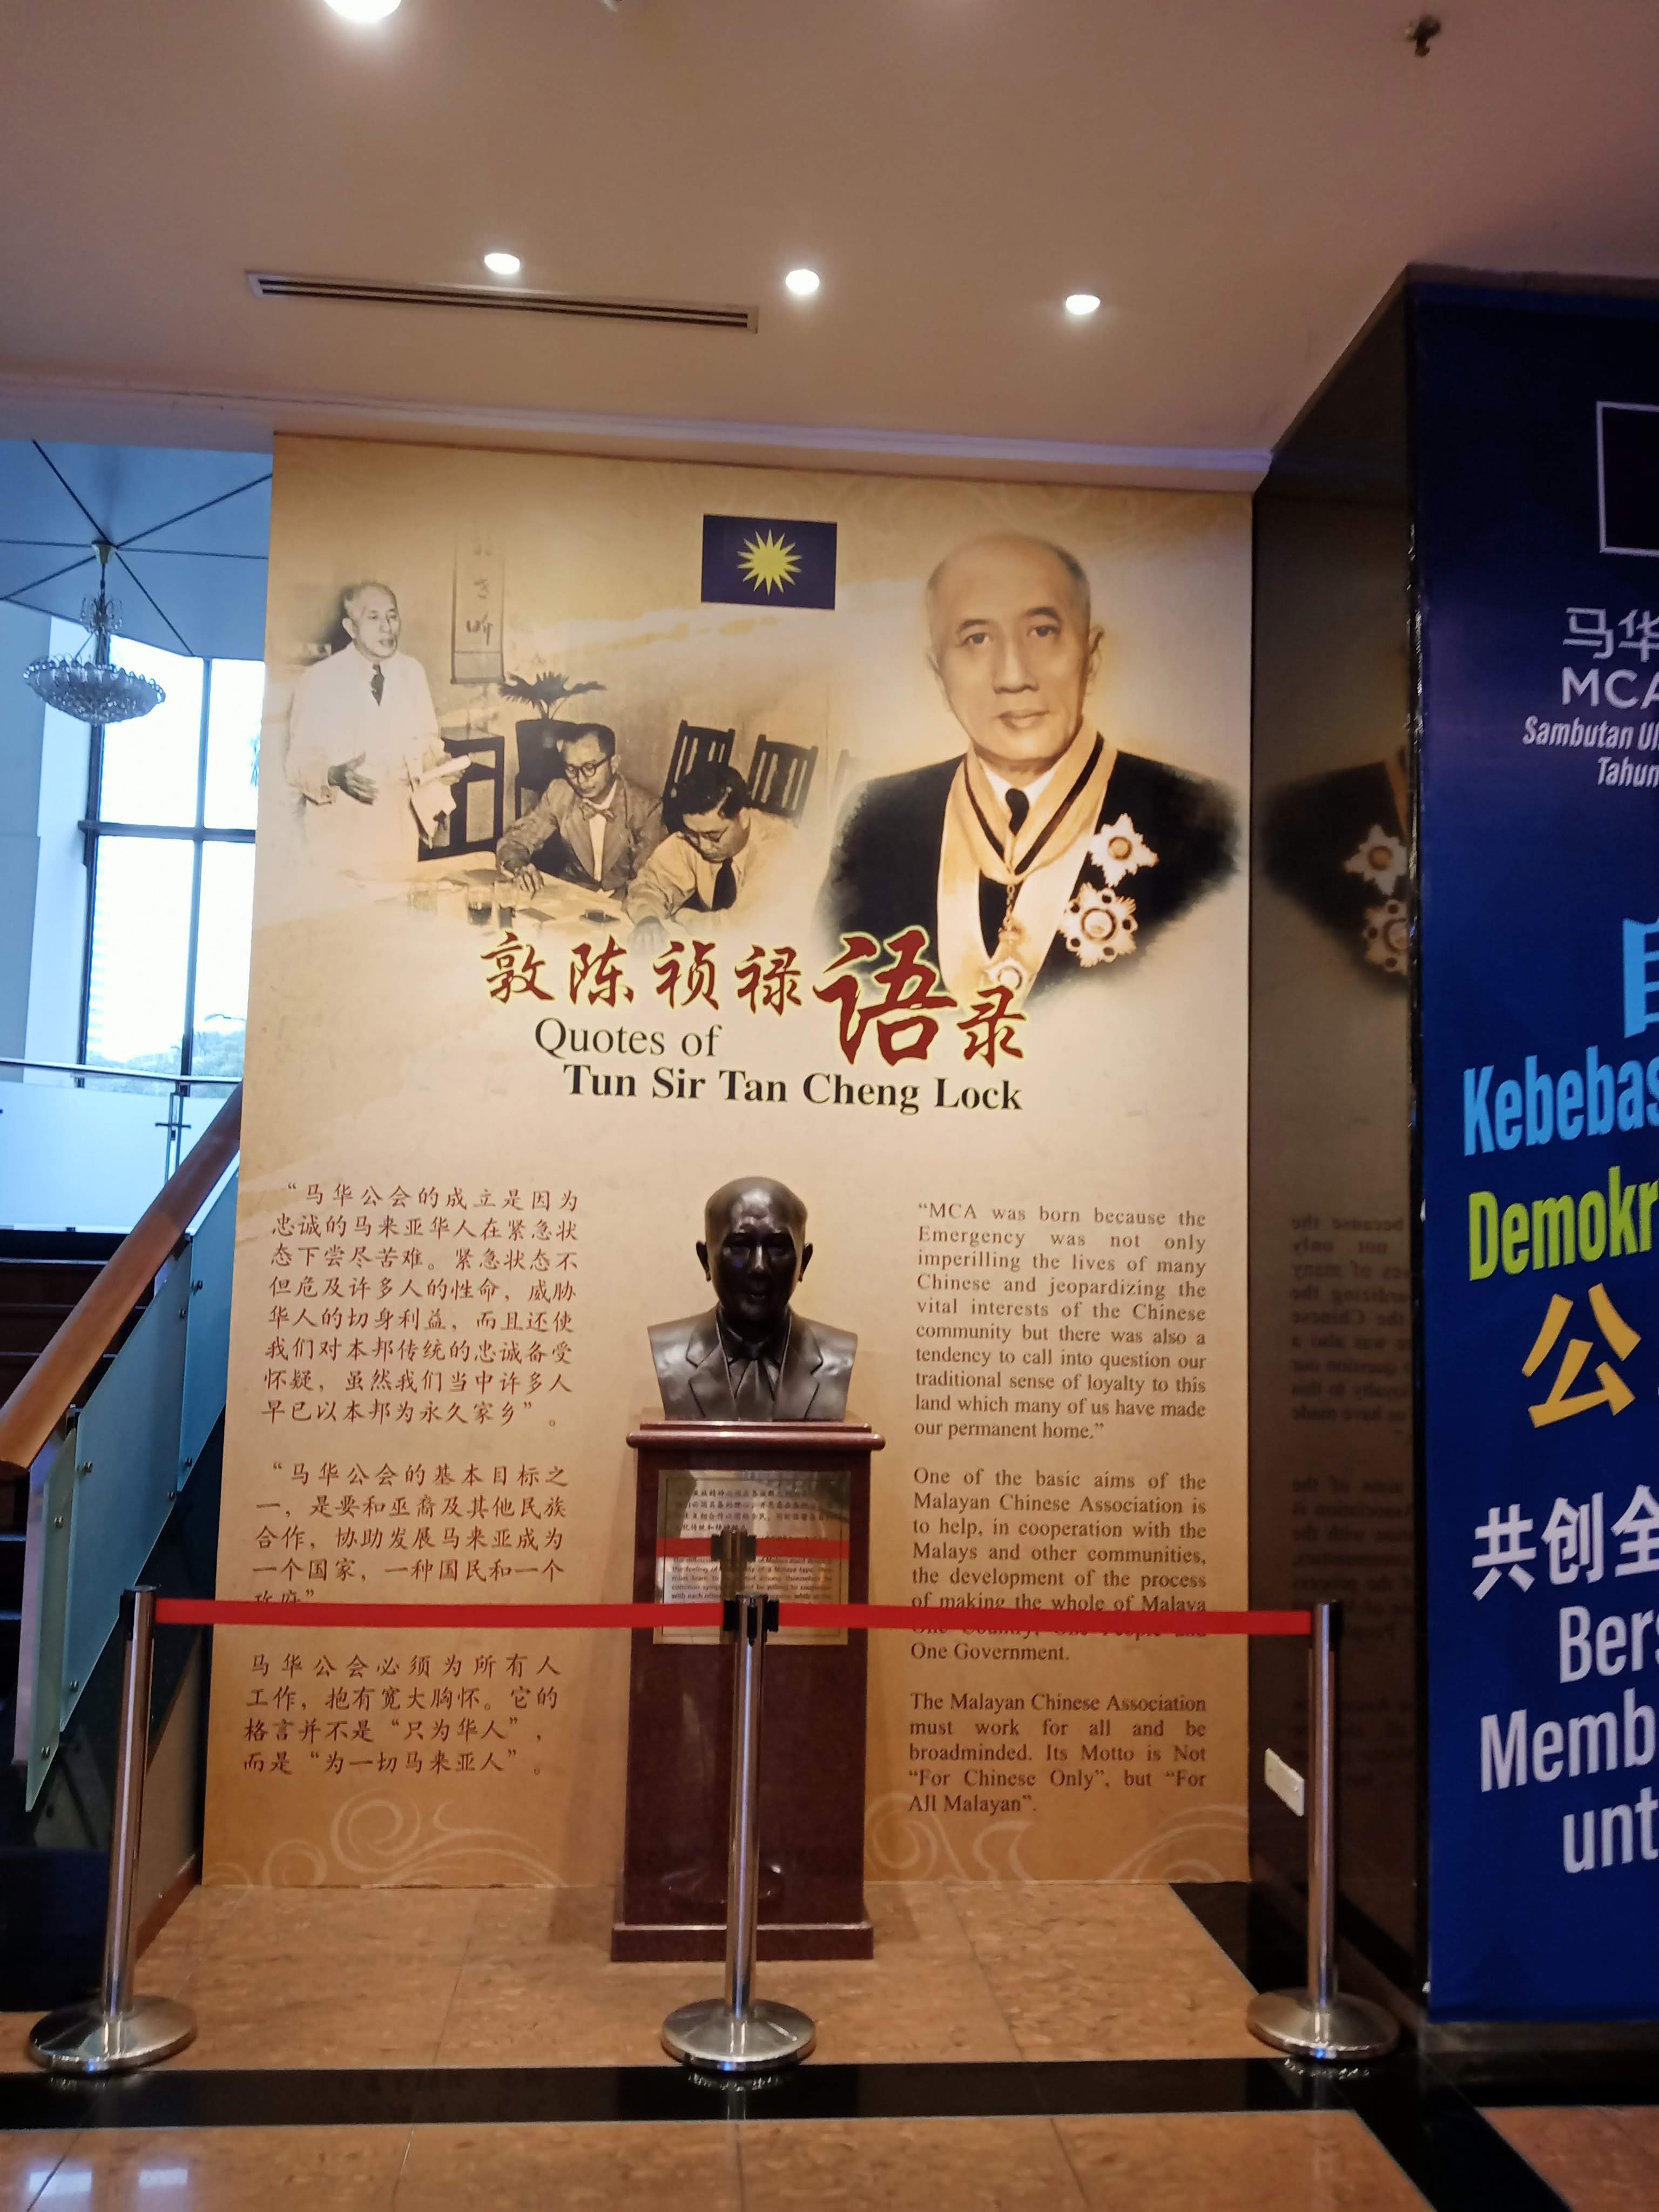 敦陈祯禄语录
Quotes of
Tun Sir Tan Cheng Lock
“马华公会的成立是因为
忠诚的马来亚华人在紧急状
态下尝尽苦难。紧急状态不
但危及许多人的性命，威胁
华人的切身利益，而且还使
我们对本邦传统的忠诚备受
怀疑，虽然我们当中许多人
早已以本邦为永久家乡”。
“马华公会的基本目标之
一，是要和巫裔及其他民族
合作，协助发展马来亚成为
一个国家，一种国民和一个
政府”
马华公会必须为所有人
工作，抱有宽大胸怀。它的
格言并不是“只为华人”，
而是“为一切马来亚人”。
“MCA was born because the
Emergency was not only
imperilling the lives of many
Chinese and jeopardizing the
vital interests of the Chinese
community but there was also a
tendency to call into question our
traditional sense of loyalty to this
land which many of us have made
our permanent home.”
One of the basic aims of the
Malayan Chinese Association is
to help, in cooperation with the
Malays and other communities,
the development of the process
of making the whole of Malaya
One Country, One People and
One Government.
The Malayan Chinese Association
must work for all and be
broadminded. Its Motto is Not
“For Chinese Only”, but “For
All Malayan”.
马华
MCA
Sambutan Ul
Tahun
Kebebas
Demokr
公
共创全
Bers
Memb
unt